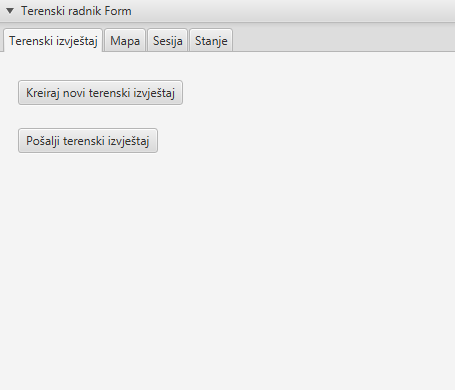 Terenski radnik Form
Terenski izvještaj Mapa Sesija Stanje
Kreiraj novi terenski izvještaj
Pošalji terenski izvještaj